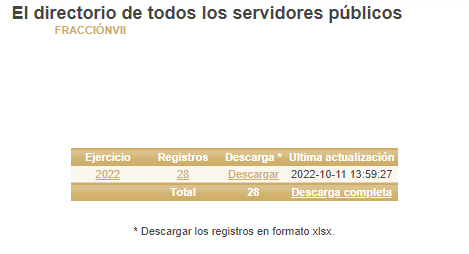 El directorio de todos los servidores públicos
FRACCIÓNVII
Ejercicio Registros Descarga * Ultima actualización
2022 28 Descargar 2022-10-11 13:59:27
Total 28 Descarga completa
* Descargar los registros en formato xlsx.